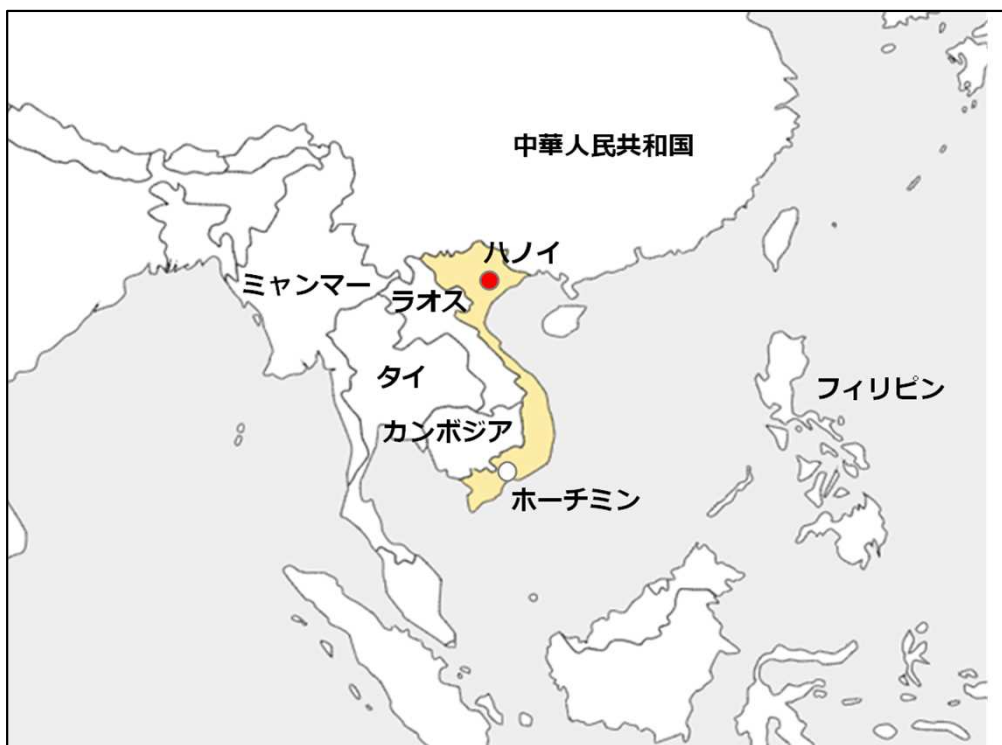 中華人民共和国
ハノイ
ミャンマー
ラオス
タイ
フィリピン
カンボジア
ホーチミン